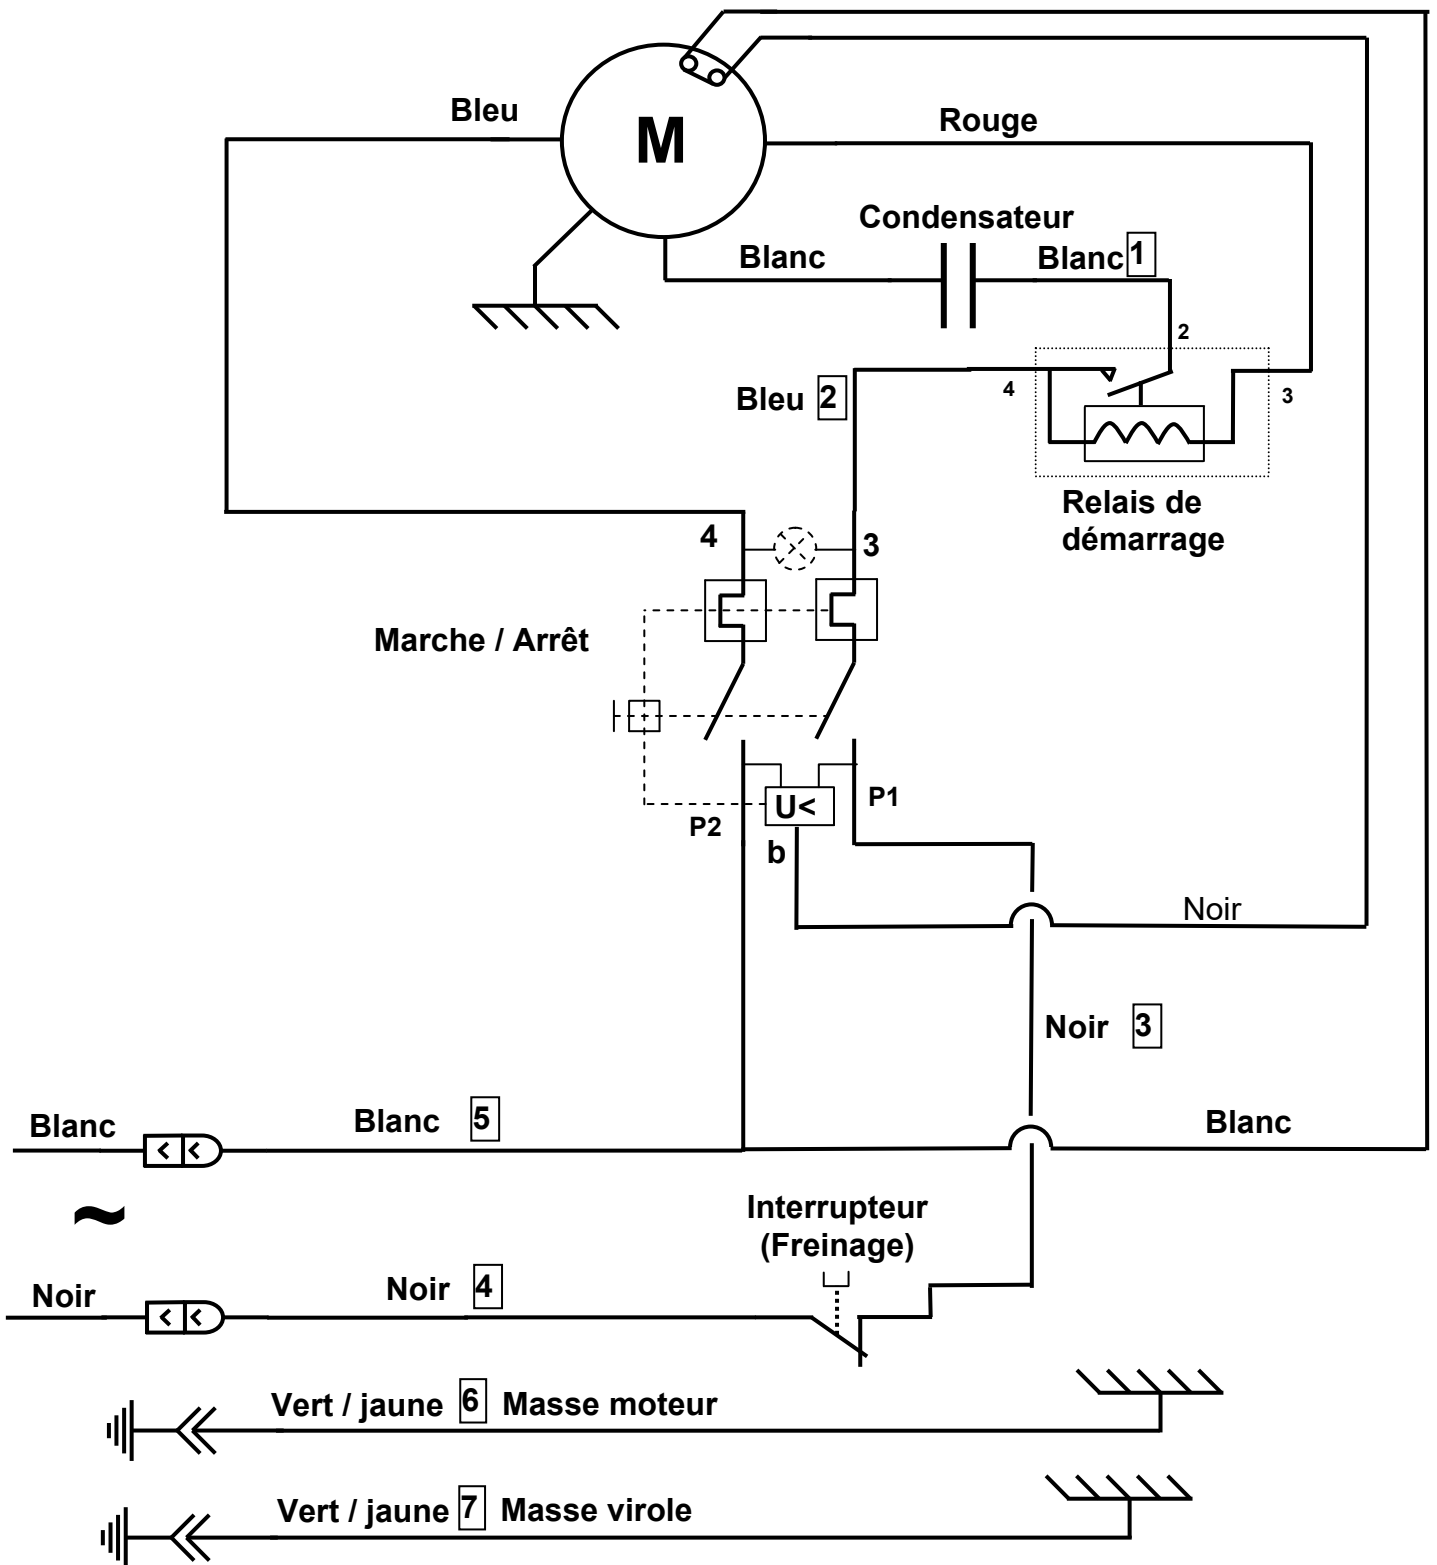 Bleu
M
Rouge
Condensateur
Blanc
Blanc 1
2
Bleu 2
4
3
Relais de
démarrage
4
3
Marche / Arrêt
U<
P1
P2
b
Noir
Noir 3
Blanc
Blanc 5
Blanc
~
Interrupteur
(Freinage)
Noir
Noir 4
Vert / jaune 6 Masse moteur
Vert / jaune 7 Masse virole